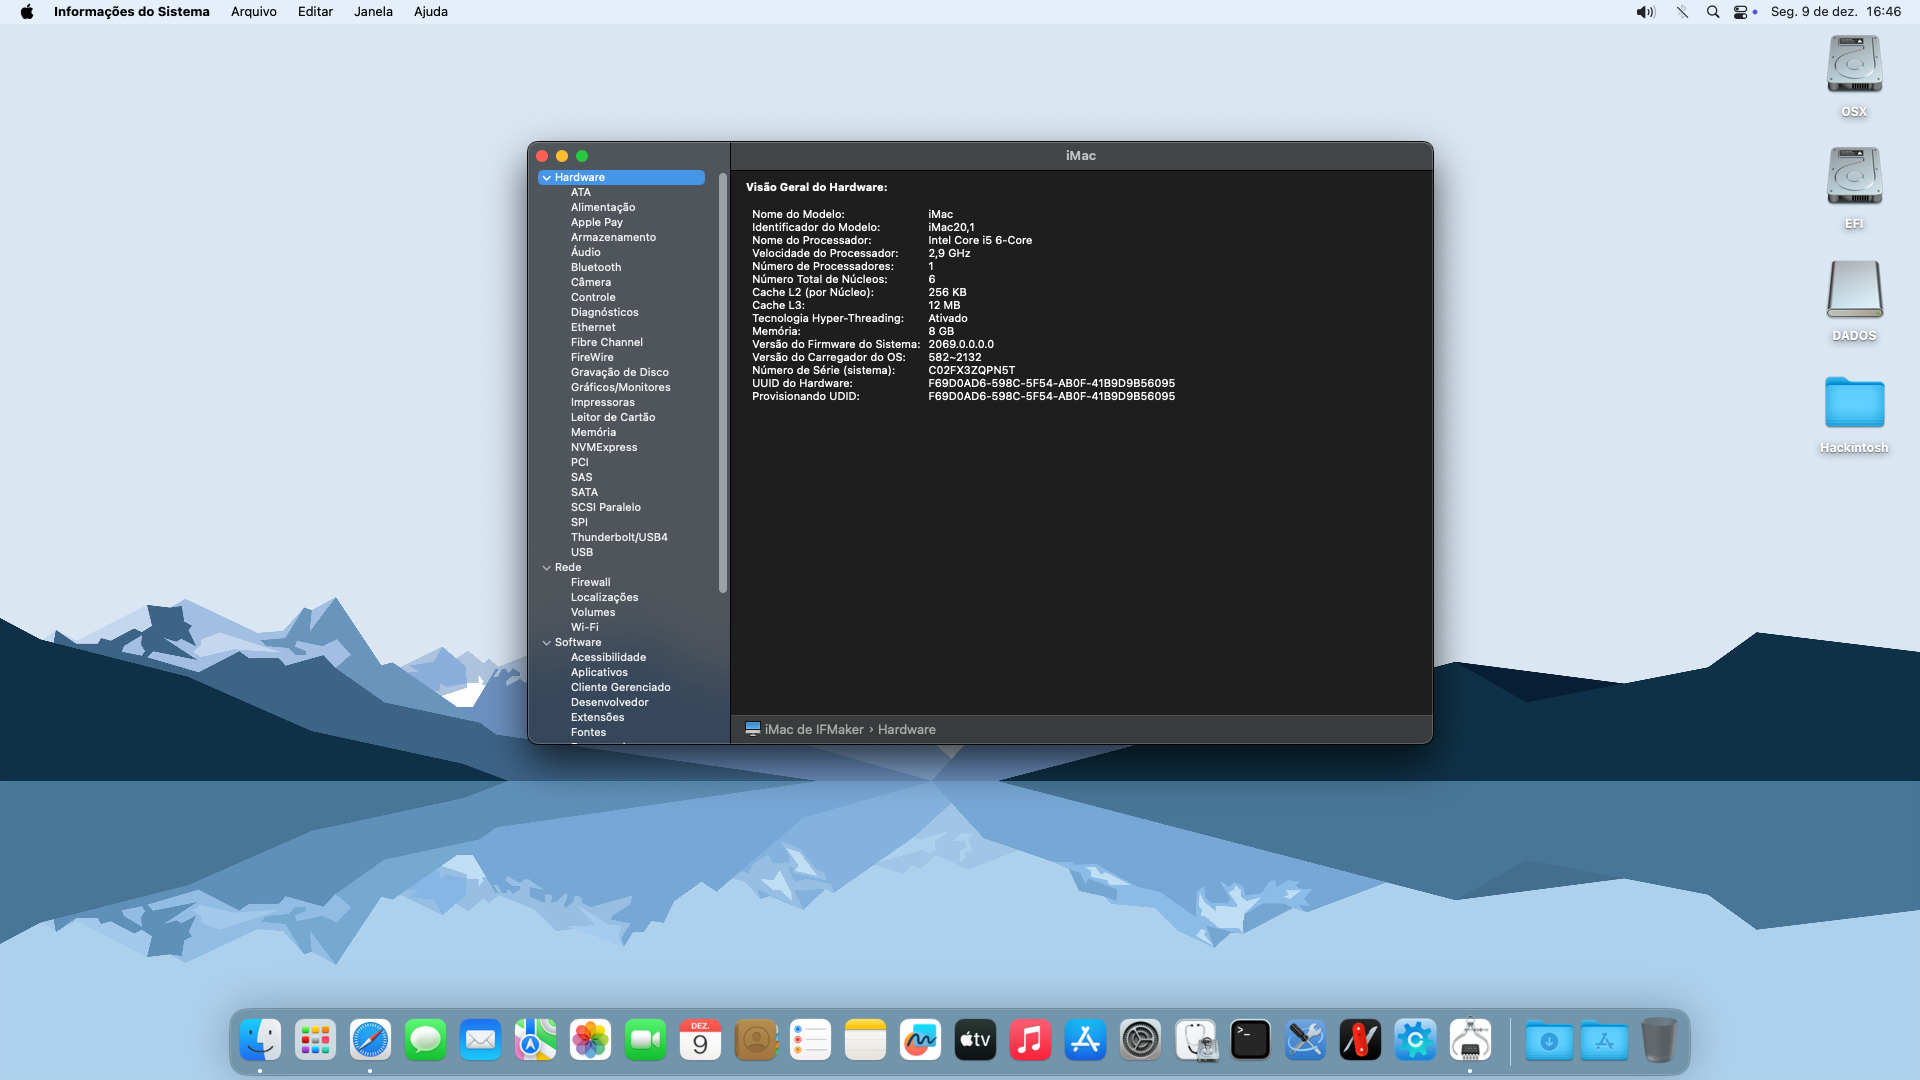 Informações do Sistema Arquivo Editar Janela Ajuda Seg. 9 de dez. 16:46
OSX
EFI
DADOS
Hackintosh
iMac
Hardware
ATA
Alimentação
Apple Pay
Armazenamento
Áudio
Bluetooth
Câmera
Controle
Diagnósticos
Ethernet
Fibre Channel
FireWire
Gravação de Disco
Gráficos/Monitores
Impressoras
Leitor de Cartão
Memória
NVMExpress
PCI
SAS
SATA
SCSI Paralelo
SPI
Thunderbolt/USB4
USB
Rede
Firewall
Localizações
Volumes
Wi-Fi
Software
Acessibilidade
Aplicativos
Cliente Gerenciado
Desenvolvedor
Extensões
Fontes
Visão Geral do Hardware:
Nome do Modelo: iMac
Identificador do Modelo: iMac20,1
Nome do Processador: Intel Core i5 6-Core
Velocidade do Processador: 2,9 GHz
Número de Processadores: 1
Número Total de Núcleos: 6
Cache L2 (por Núcleo): 256 KB
Cache L3: 12 MB
Tecnologia Hyper-Threading: Ativado
Memória: 8 GB
Versão do Firmware do Sistema: 2069.0.0.0.0
Versão do Carregador do OS: 582~2132
Número de Série (sistema): C02FX3ZQPN5T
UUID do Hardware: F69D0AD6-598C-5F54-AB0F-41B9D9B56095
Provisionando UDID: F69D0AD6-598C-5F54-AB0F-41B9D9B56095
iMac de IFMaker › Hardware
DEZ.
9
tv
>_